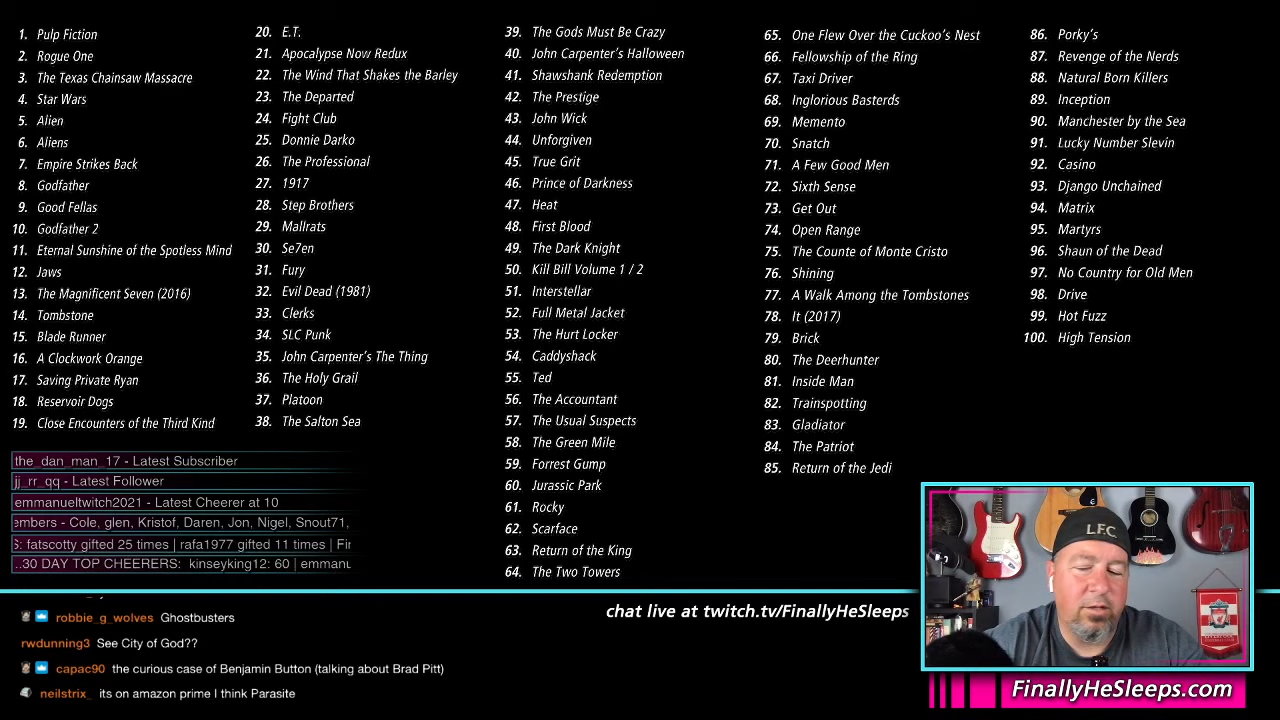 1. Pulp Fiction
2. Rogue One
3. The Texas Chainsaw Massacre
4. Star Wars
5. Alien
6. Aliens
7. Empire Strikes Back
8. Godfather
9. Good Fellas
10. Godfather 2
11. Eternal Sunshine of the Spotless Mind
12. Jaws
13. The Magnificent Seven (2016)
14. Tombstone
15. Blade Runner
16. A Clockwork Orange
17. Saving Private Ryan
18. Reservoir Dogs
19. Close Encounters of the Third Kind
20. E.T.
21. Apocalypse Now Redux
22. The Wind That Shakes the Barley
23. The Departed
24. Fight Club
25. Donnie Darko
26. The Professional
27. 1917
28. Step Brothers
29. Mallrats
30. Se7en
31. Fury
32. Evil Dead (1981)
33. Clerks
34. SLC Punk
35. John Carpenter's The Thing
36. The Holy Grail
37. Platoon
38. The Salton Sea
39. The Gods Must Be Crazy
40. John Carpenter's Halloween
41. Shawshank Redemption
42. The Prestige
43. John Wick
44. Unforgiven
45. True Grit
46. Prince of Darkness
47. Heat
48. First Blood
49. The Dark Knight
50. Kill Bill Volume 1 / 2
51. Interstellar
52. Full Metal Jacket
53. The Hurt Locker
54. Caddyshack
55. Ted
56. The Accountant
57. The Usual Suspects
58. The Green Mile
59. Forrest Gump
60. Jurassic Park
61. Rocky
62. Scarface
63. Return of the King
64. The Two Towers
65. One Flew Over the Cuckoo's Nest
66. Fellowship of the Ring
67. Taxi Driver
68. Inglorious Basterds
69. Memento
70. Snatch
71. A Few Good Men
72. Sixth Sense
73. Get Out
74. Open Range
75. The Counte of Monte Cristo
76. Shining
77. A Walk Among the Tombstones
78. It (2017)
79. Brick
80. The Deerhunter
81. Inside Man
82. Trainspotting
83. Gladiator
84. The Patriot
85. Return of the Jedi
86. Porky's
87. Revenge of the Nerds
88. Natural Born Killers
89. Inception
90. Manchester by the Sea
91. Lucky Number Slevin
92. Casino
93. Django Unchained
94. Matrix
95. Martyrs
96. Shaun of the Dead
97. No Country for Old Men
98. Drive
99. Hot Fuzz
100. High Tension
the_dan_man_17 - Latest Subscriber
jj_rr_qq - Latest Follower
emmanueltwitch2021 - Latest Cheerer at 10
embers - Cole, glen, Kristof, Daren, Jon, Nigel, Snout71,
S: fatscotty gifted 25 times | rafa1977 gifted 11 times | Fir
..30 DAY TOP CHEERERS: kinseyking12: 60 | emmanu
robbie_g_wolves Ghostbusters
rwdunning3 See City of God??
capac90 the curious case of Benjamin Button (talking about Brad Pitt)
neilstrix_ its on amazon prime I think Parasite
chat live at twitch.tv/FinallyHeSleeps
LFC
FinallyHeSleeps.com